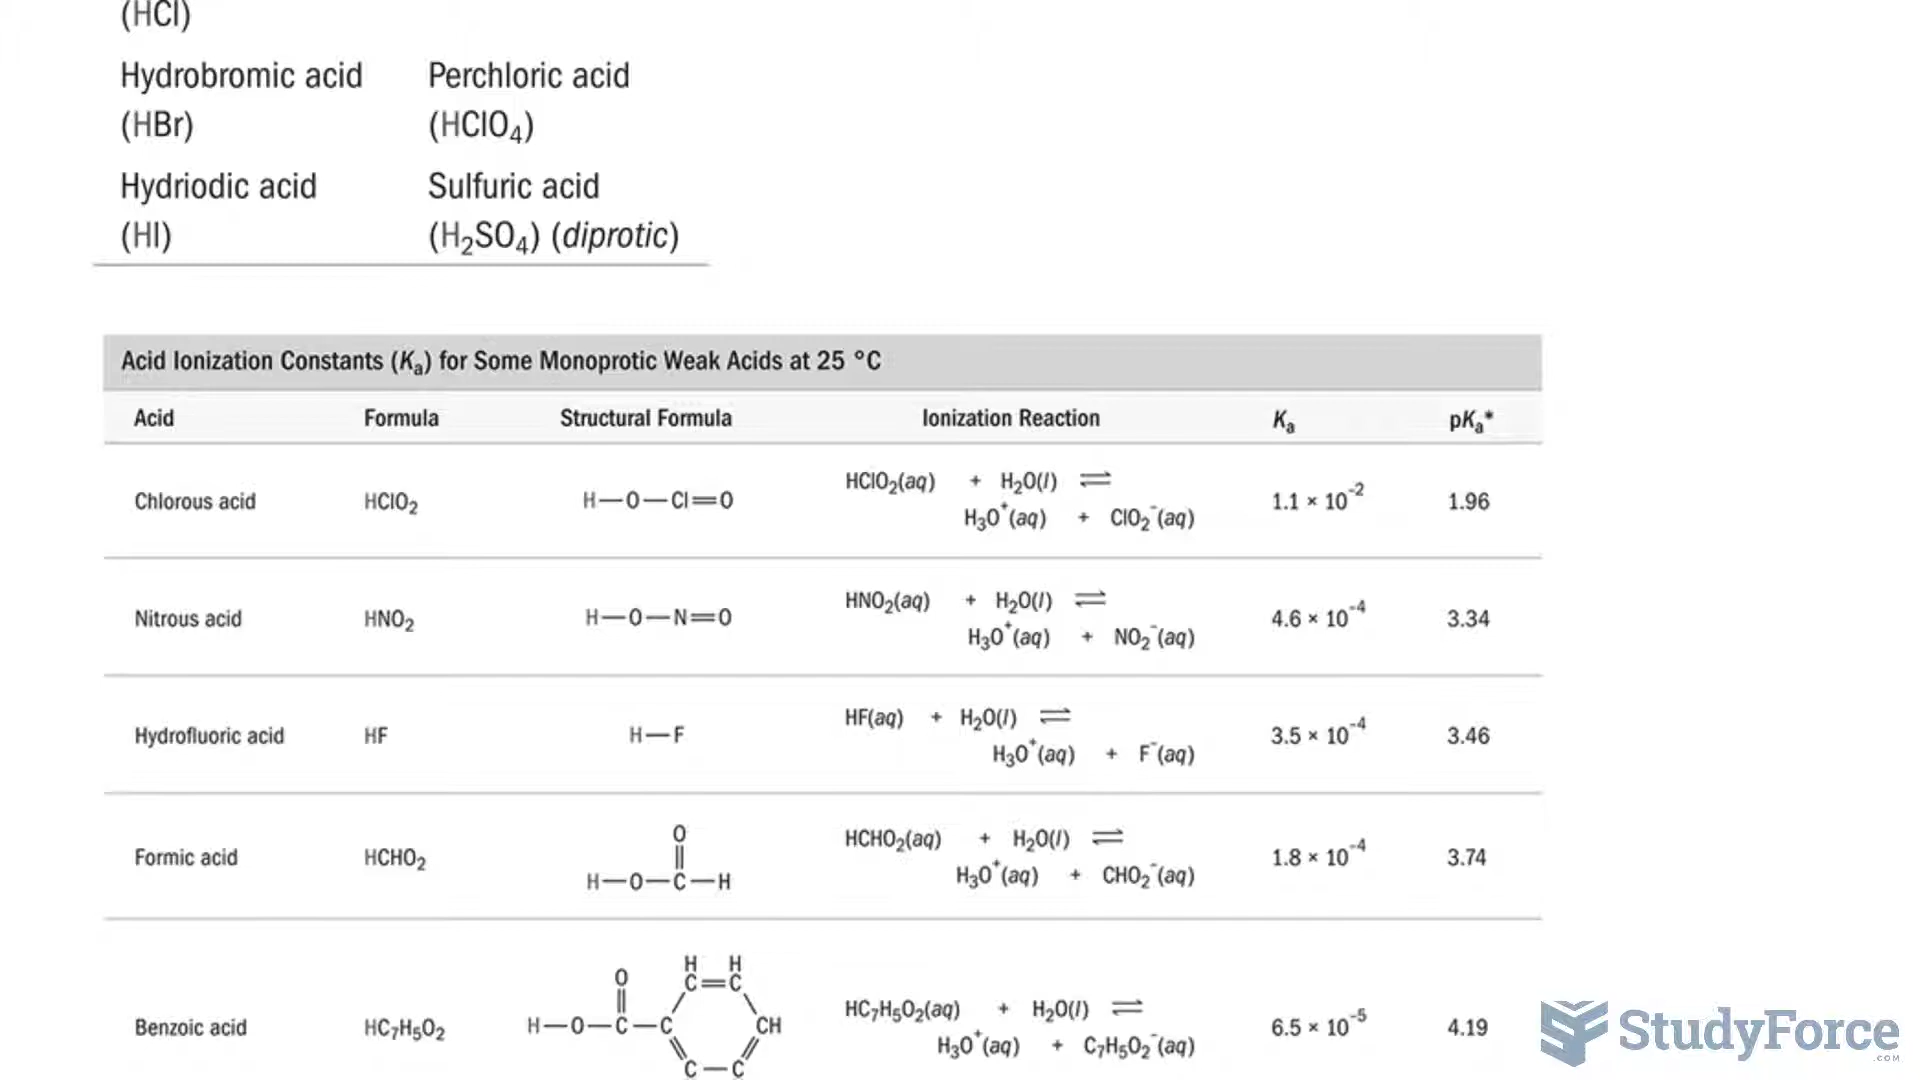 (HCl)
Hydrobromic acid Perchloric acid
(HBr) (HClO₄)
Hydriodic acid Sulfuric acid
(HI) (H₂SO₄) (diprotic)
Acid Ionization Constants (Kₐ) for Some Monoprotic Weak Acids at 25 °C
Acid Formula Structural Formula Ionization Reaction Kₐ pKₐ*
Chlorous acid HClO₂ H—O—Cl=O HClO₂(aq) + H₂O(l) ⇌
H₃O⁺(aq) + ClO₂⁻(aq) 1.1 × 10⁻² 1.96
Nitrous acid HNO₂ H—O—N=O HNO₂(aq) + H₂O(l) ⇌
H₃O⁺(aq) + NO₂⁻(aq) 4.6 × 10⁻⁴ 3.34
Hydrofluoric acid HF H—F HF(aq) + H₂O(l) ⇌
H₃O⁺(aq) + F⁻(aq) 3.5 × 10⁻⁴ 3.46
O
Formic acid HCHO₂ H—O—C—H HCHO₂(aq) + H₂O(l) ⇌
H₃O⁺(aq) + CHO₂⁻(aq) 1.8 × 10⁻⁴ 3.74
H H
O C=C
Benzoic acid HC₇H₅O₂ H—O—C—C CH HC₇H₅O₂(aq) + H₂O(l) ⇌
H₃O⁺(aq) + C₇H₅O₂⁻(aq) 6.5 × 10⁻⁵ 4.19
C—C
StudyForce
.COM